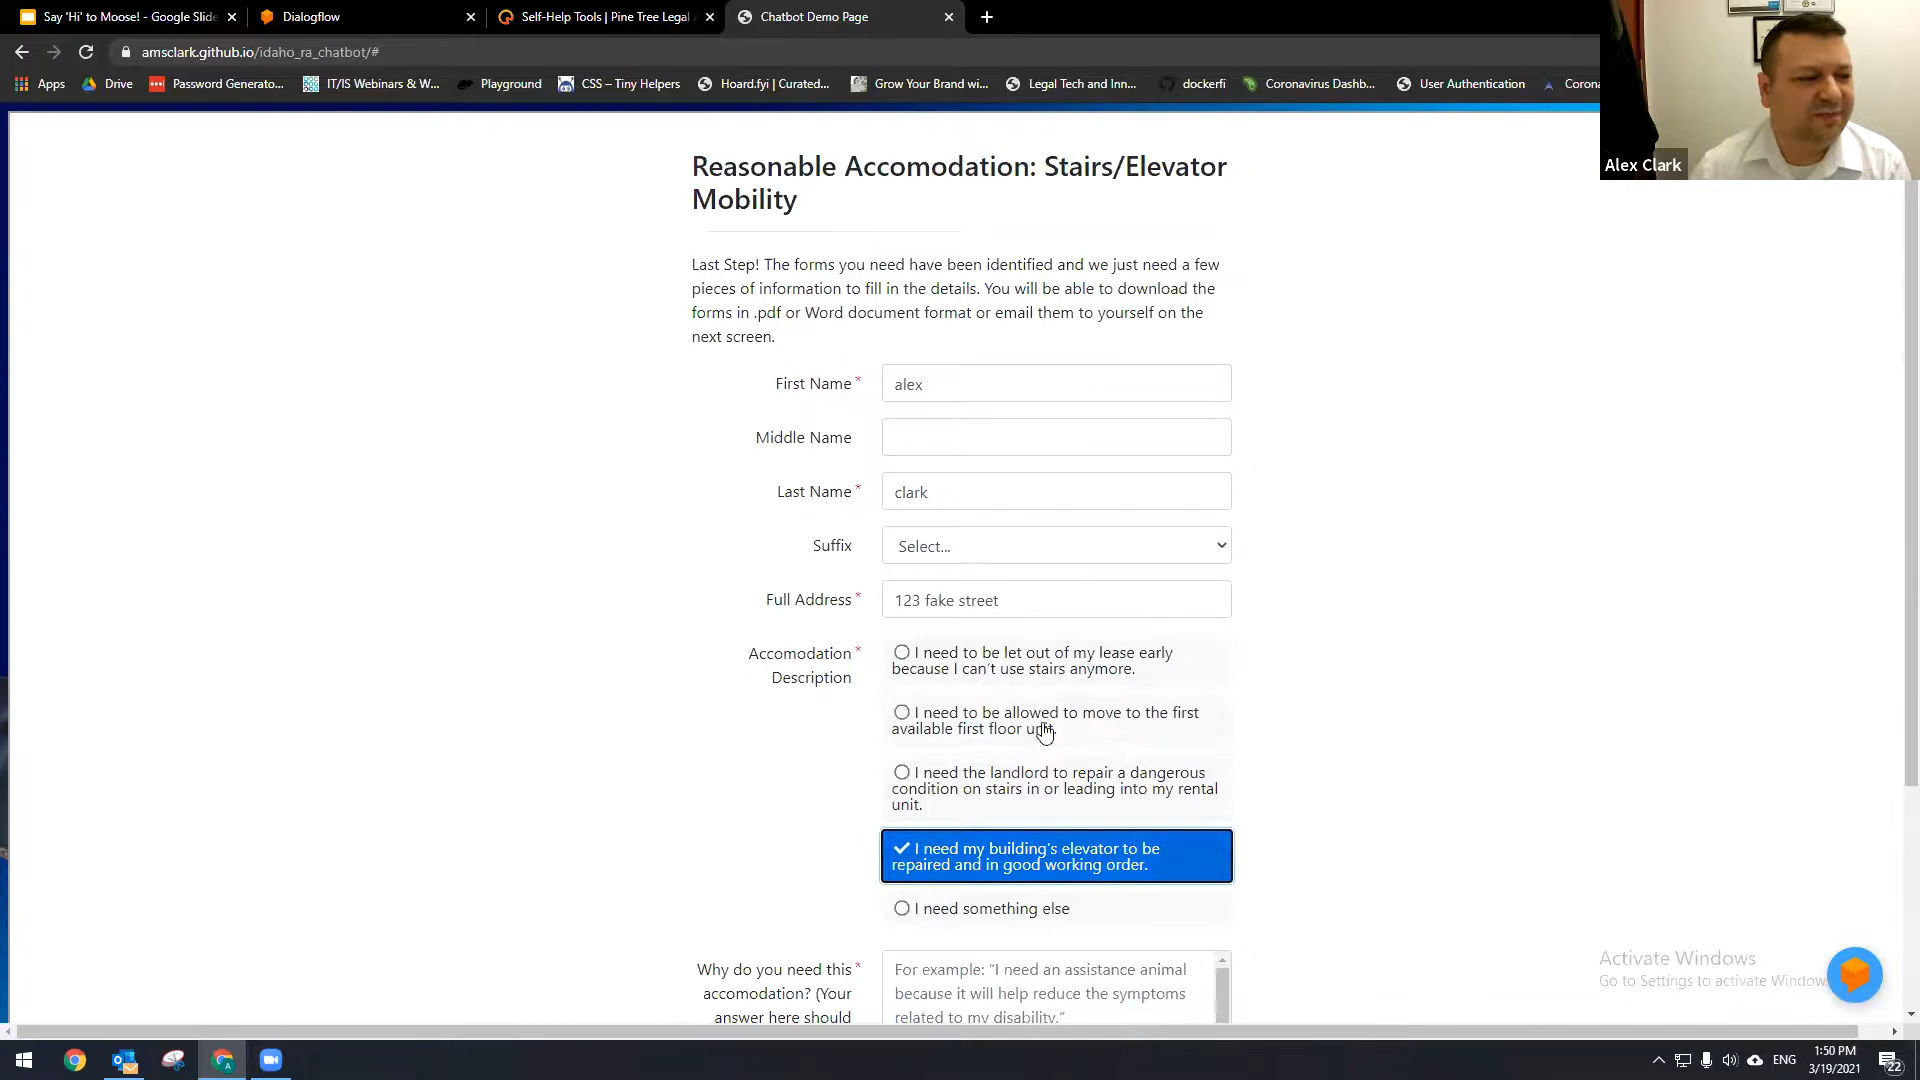 Say 'Hi' to Moose! - Google Slide
Dialogflow
Self-Help Tools | Pine Tree Legal
Chatbot Demo Page
amsclark.github.io/idaho_ra_chatbot/#
Apps
Drive
Password Generato...
IT/IS Webinars & W...
Playground
CSS – Tiny Helpers
Hoard.fyi | Curated...
Grow Your Brand wi...
Legal Tech and Inn...
dockerfi
Coronavirus Dashb...
User Authentication
Corona
Alex Clark
Reasonable Accomodation: Stairs/Elevator
Mobility
Last Step! The forms you need have been identified and we just need a few
pieces of information to fill in the details. You will be able to download the
forms in .pdf or Word document format or email them to yourself on the
next screen.
First Name *
alex
Middle Name
Last Name *
clark
Suffix
Select...
Full Address *
123 fake street
Accomodation *
Description
I need to be let out of my lease early
because I can't use stairs anymore.
I need to be allowed to move to the first
available first floor unit.
I need the landlord to repair a dangerous
condition on stairs in or leading into my rental
unit.
I need my building's elevator to be
repaired and in good working order.
I need something else
Why do you need this *
accomodation? (Your
answer here should
For example: "I need an assistance animal
because it will help reduce the symptoms
related to my disability."
Activate Windows
Go to Settings to activate Window
ENG
1:50 PM
3/19/2021
22